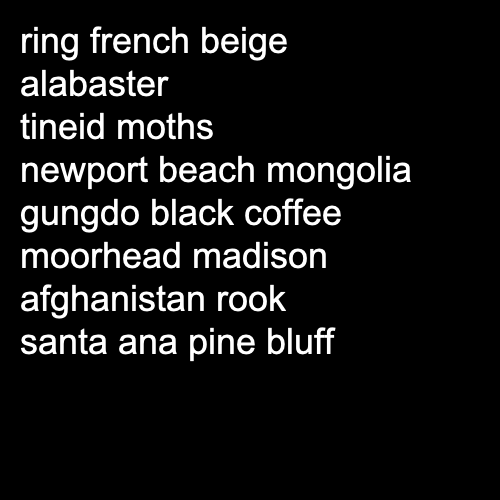 ring french beige
alabaster
tineid moths
newport beach mongolia
gungdo black coffee
moorhead madison
afghanistan rook
santa ana pine bluff